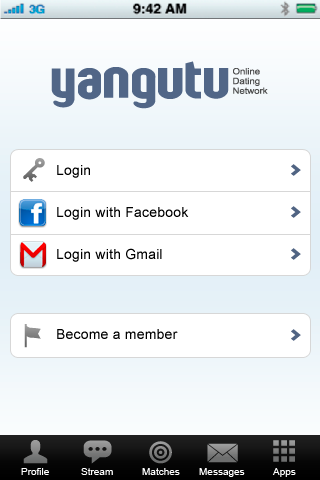 3G 9:42 AM
yangutu Online
Dating
Network
Login
Login with Facebook
Login with Gmail
Become a member
Profile Stream Matches Messages Apps